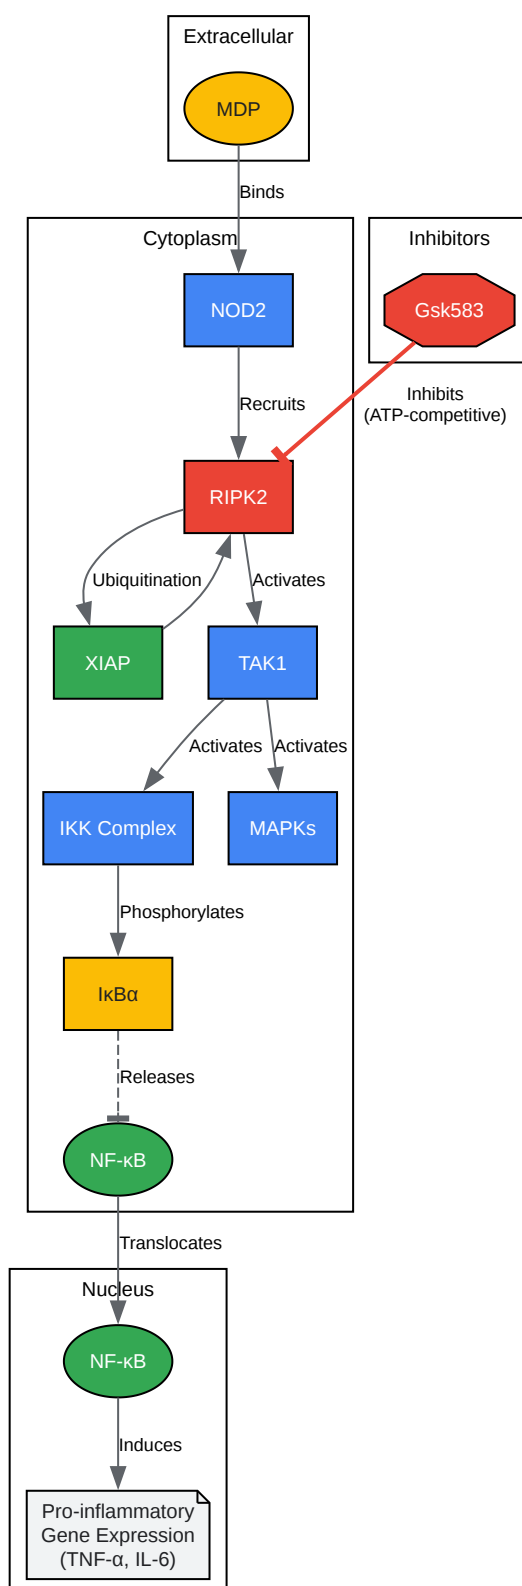 Extracellular
MDP
Binds
Cytoplasm
Inhibitors
NOD2
Gsk583
Recruits
Inhibits
(ATP-competitive)
RIPK2
Ubiquitination
Activates
XIAP
TAK1
Activates
Activates
IKK Complex
MAPKs
Phosphorylates
IκBα
Releases
NF-κB
Translocates
Nucleus
NF-κB
Induces
Pro-inflammatory
Gene Expression
(TNF-α, IL-6)